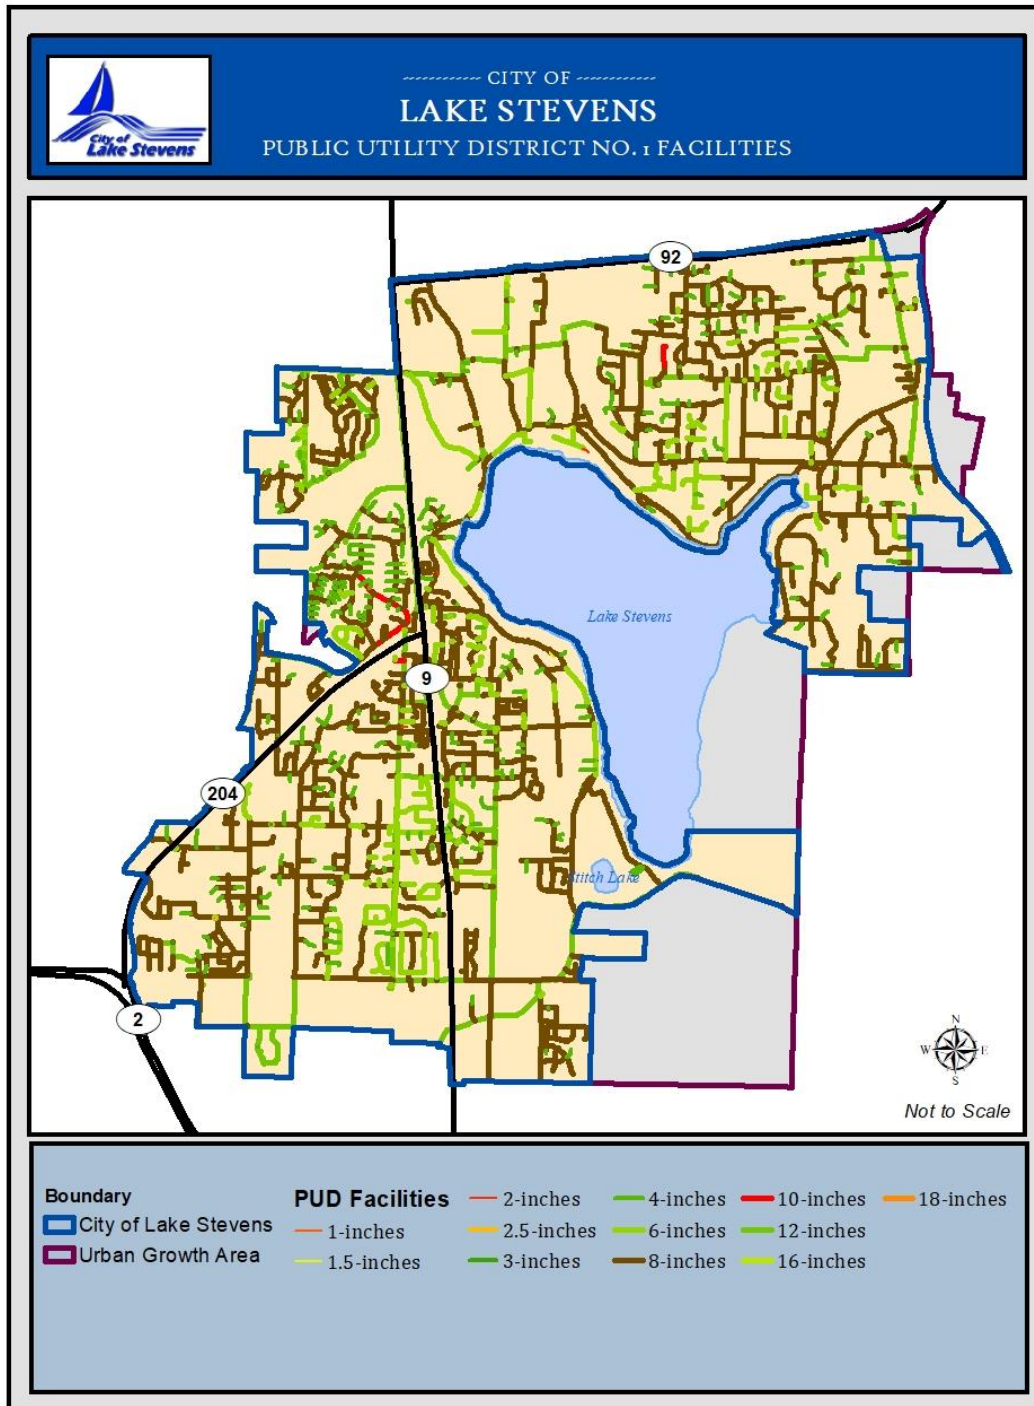 City of
Lake Stevens
------------ CITY OF ------------
LAKE STEVENS
PUBLIC UTILITY DISTRICT NO. 1 FACILITIES
92
Lake Stevens
9
204
Stitch Lake
2
N
W E
S
Not to Scale
Boundary
City of Lake Stevens
Urban Growth Area
PUD Facilities
1-inches
1.5-inches
2-inches
2.5-inches
3-inches
4-inches
6-inches
8-inches
10-inches
12-inches
16-inches
18-inches